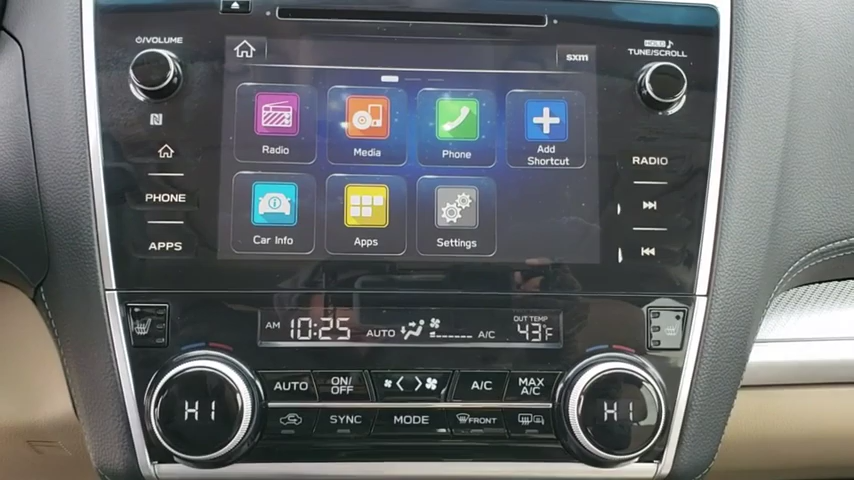 ⏻/VOLUME
HOLD ♪
TUNE/SCROLL
sxm
Radio
Media
Phone
Add
Shortcut
Car Info
Apps
Settings
N
PHONE
APPS
RADIO
AM 10:25 AUTO A/C OUT TEMP 43°F
HI
AUTO
ON/
OFF
A/C
MAX
A/C
SYNC
MODE
FRONT
HI